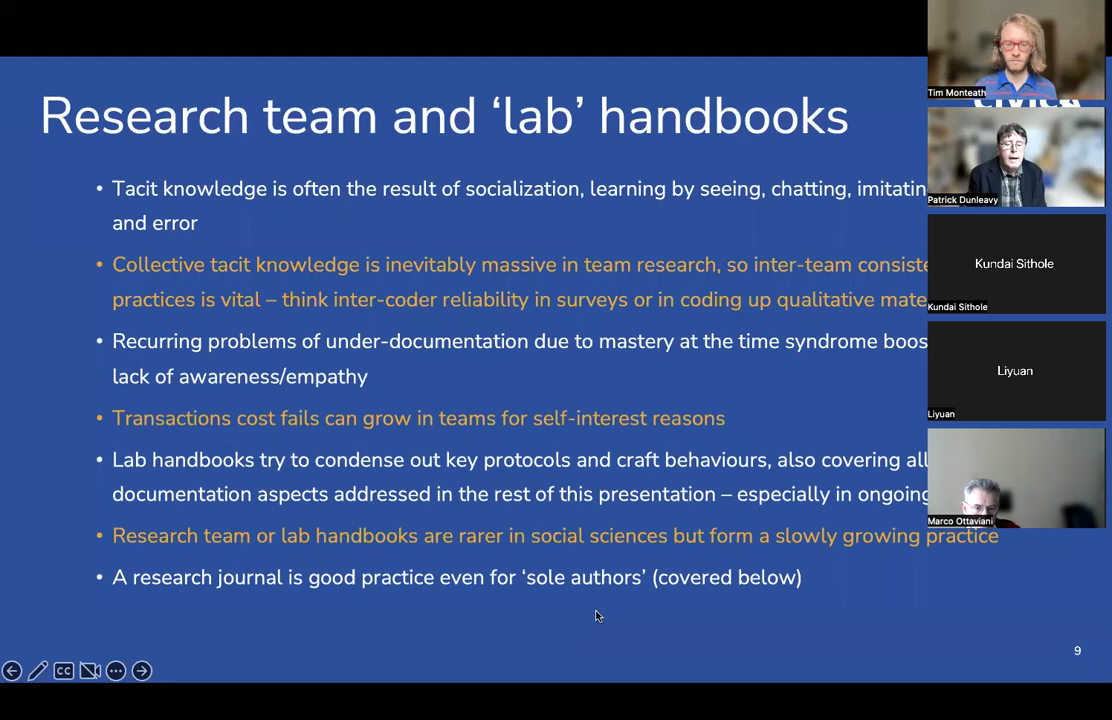 Research team and ‘lab’ handbooks
• Tacit knowledge is often the result of socialization, learning by seeing, chatting, imitatin
and error
• Collective tacit knowledge is inevitably massive in team research, so inter-team consiste
practices is vital – think inter-coder reliability in surveys or in coding up qualitative mate
• Recurring problems of under-documentation due to mastery at the time syndrome boos
lack of awareness/empathy
• Transactions cost fails can grow in teams for self-interest reasons
• Lab handbooks try to condense out key protocols and craft behaviours, also covering all
documentation aspects addressed in the rest of this presentation – especially in ongoing
• Research team or lab handbooks are rarer in social sciences but form a slowly growing practice
• A research journal is good practice even for ‘sole authors’ (covered below)
9
CC
Tim Monteath
CIVICA
Patrick Dunleavy
Kundai Sithole
Kundai Sithole
Liyuan
Liyuan
Marco Ottaviani